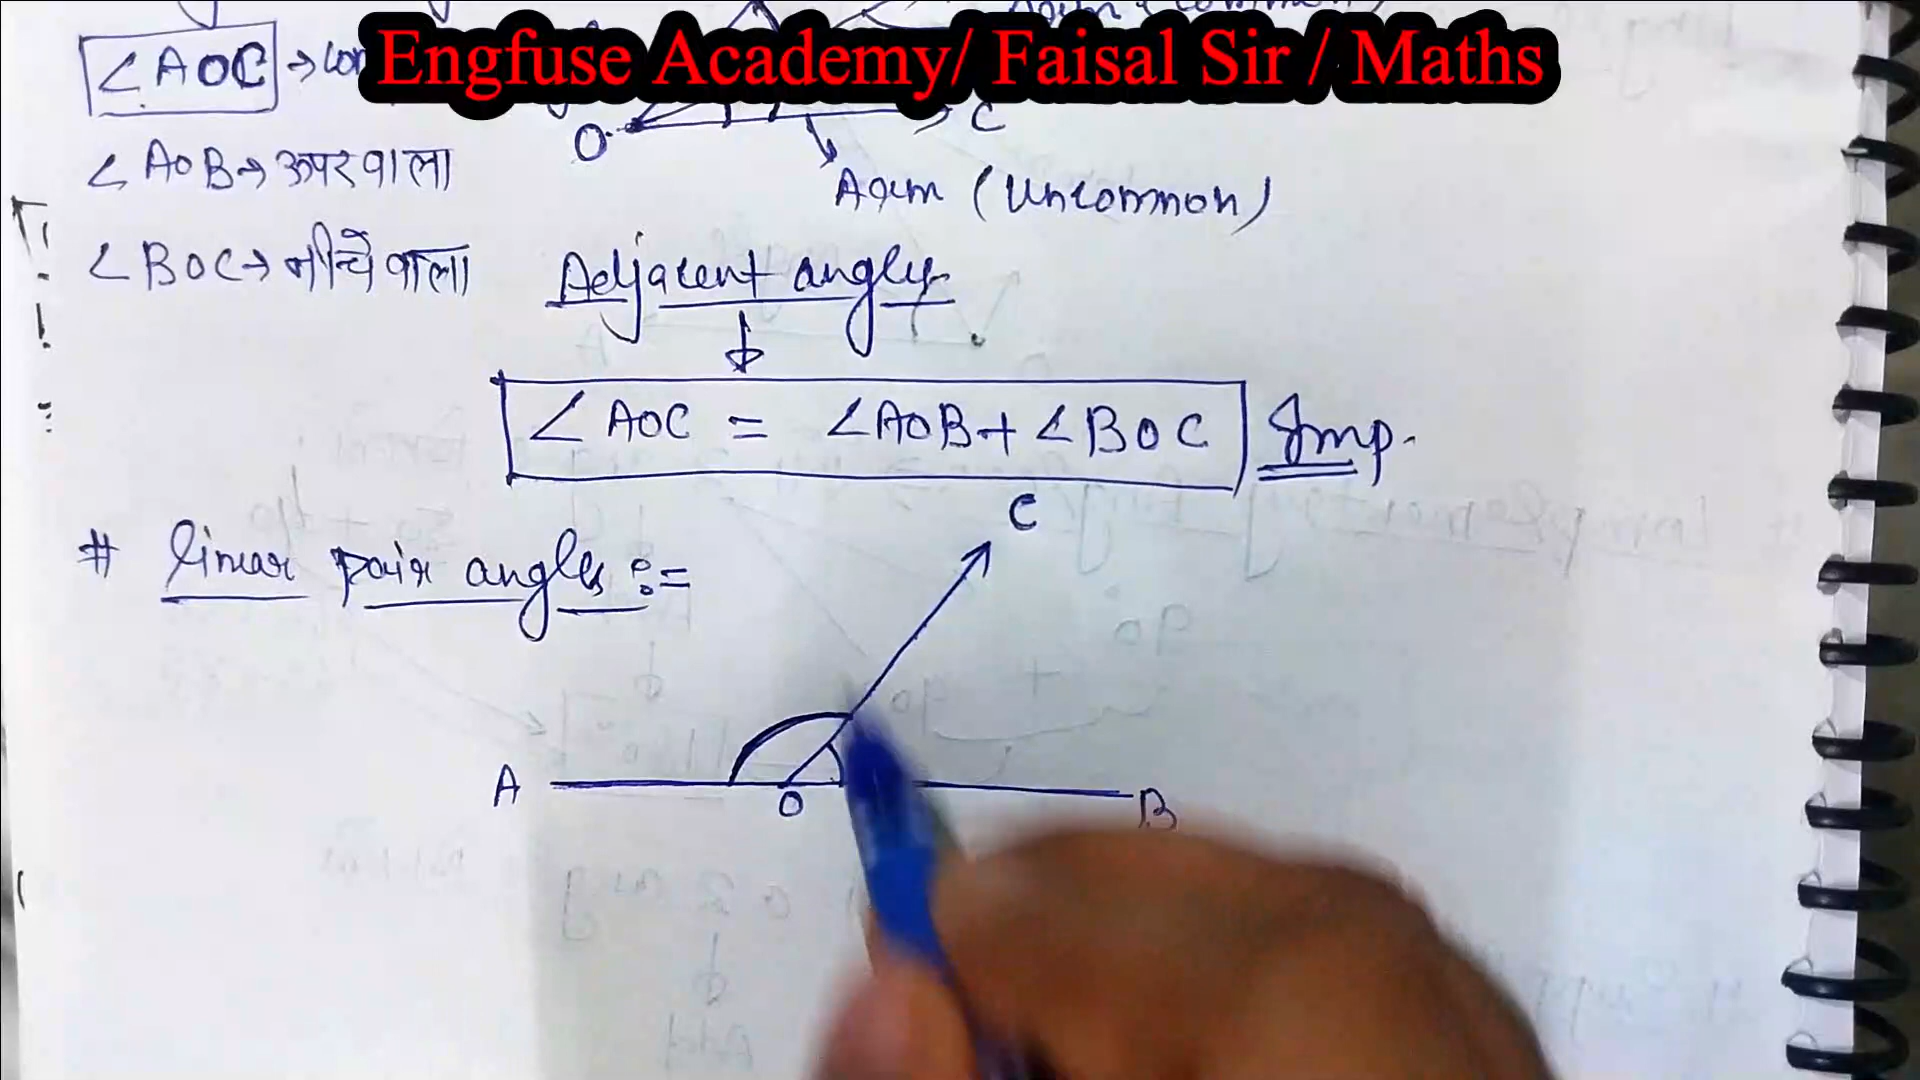 Engfuse Academy/ Faisal Sir / Maths
∠AOC →
O C
∠AOB → ऊपर वाला
Arm (Uncommon)
∠BOC → नीचे वाला
Adjacent angles
∠AOC = ∠AOB + ∠BOC Imp.
C
# linear pair angles :=
A O B